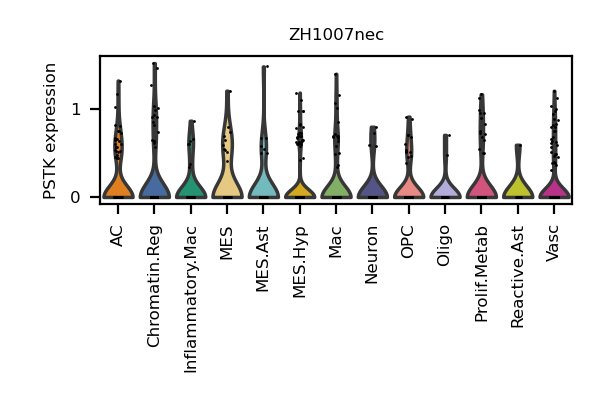 ZH1007nec
PSTK expression
1
0
AC
Chromatin.Reg
Inflammatory.Mac
MES
MES.Ast
MES.Hyp
Mac
Neuron
OPC
Oligo
Prolif.Metab
Reactive.Ast
Vasc